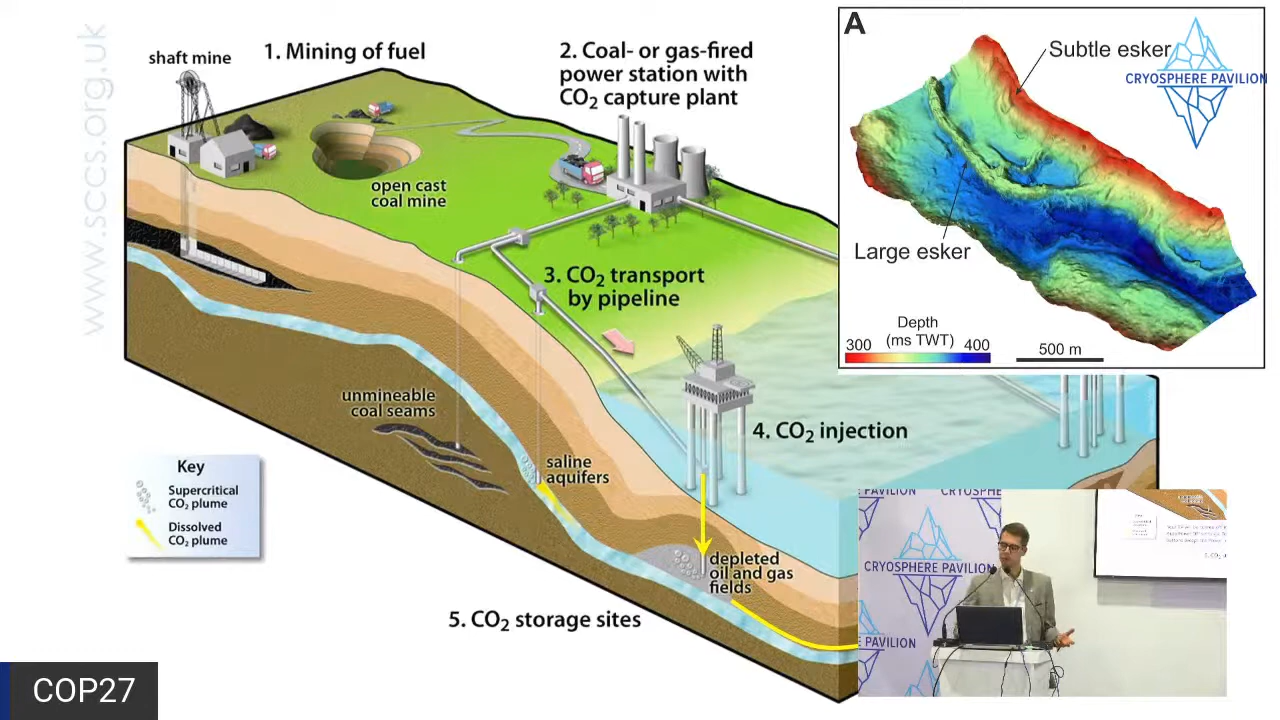 www.sccs.org.uk
shaft mine
1. Mining of fuel
open cast
coal mine
2. Coal- or gas-fired
power station with
CO₂ capture plant
3. CO₂ transport
by pipeline
unmineable
coal seams
saline
aquifers
4. CO₂ injection
depleted
oil and gas
fields
5. CO₂ storage sites
Key
Supercritical
CO₂ plume
Dissolved
CO₂ plume
A
Subtle esker
CRYOSPHERE PAVILION
Large esker
Depth
(ms TWT)
300
400
500 m
PAVILION
CRYOSPHE
CRYOSPHERE PAVILION
PAVILION
COP27